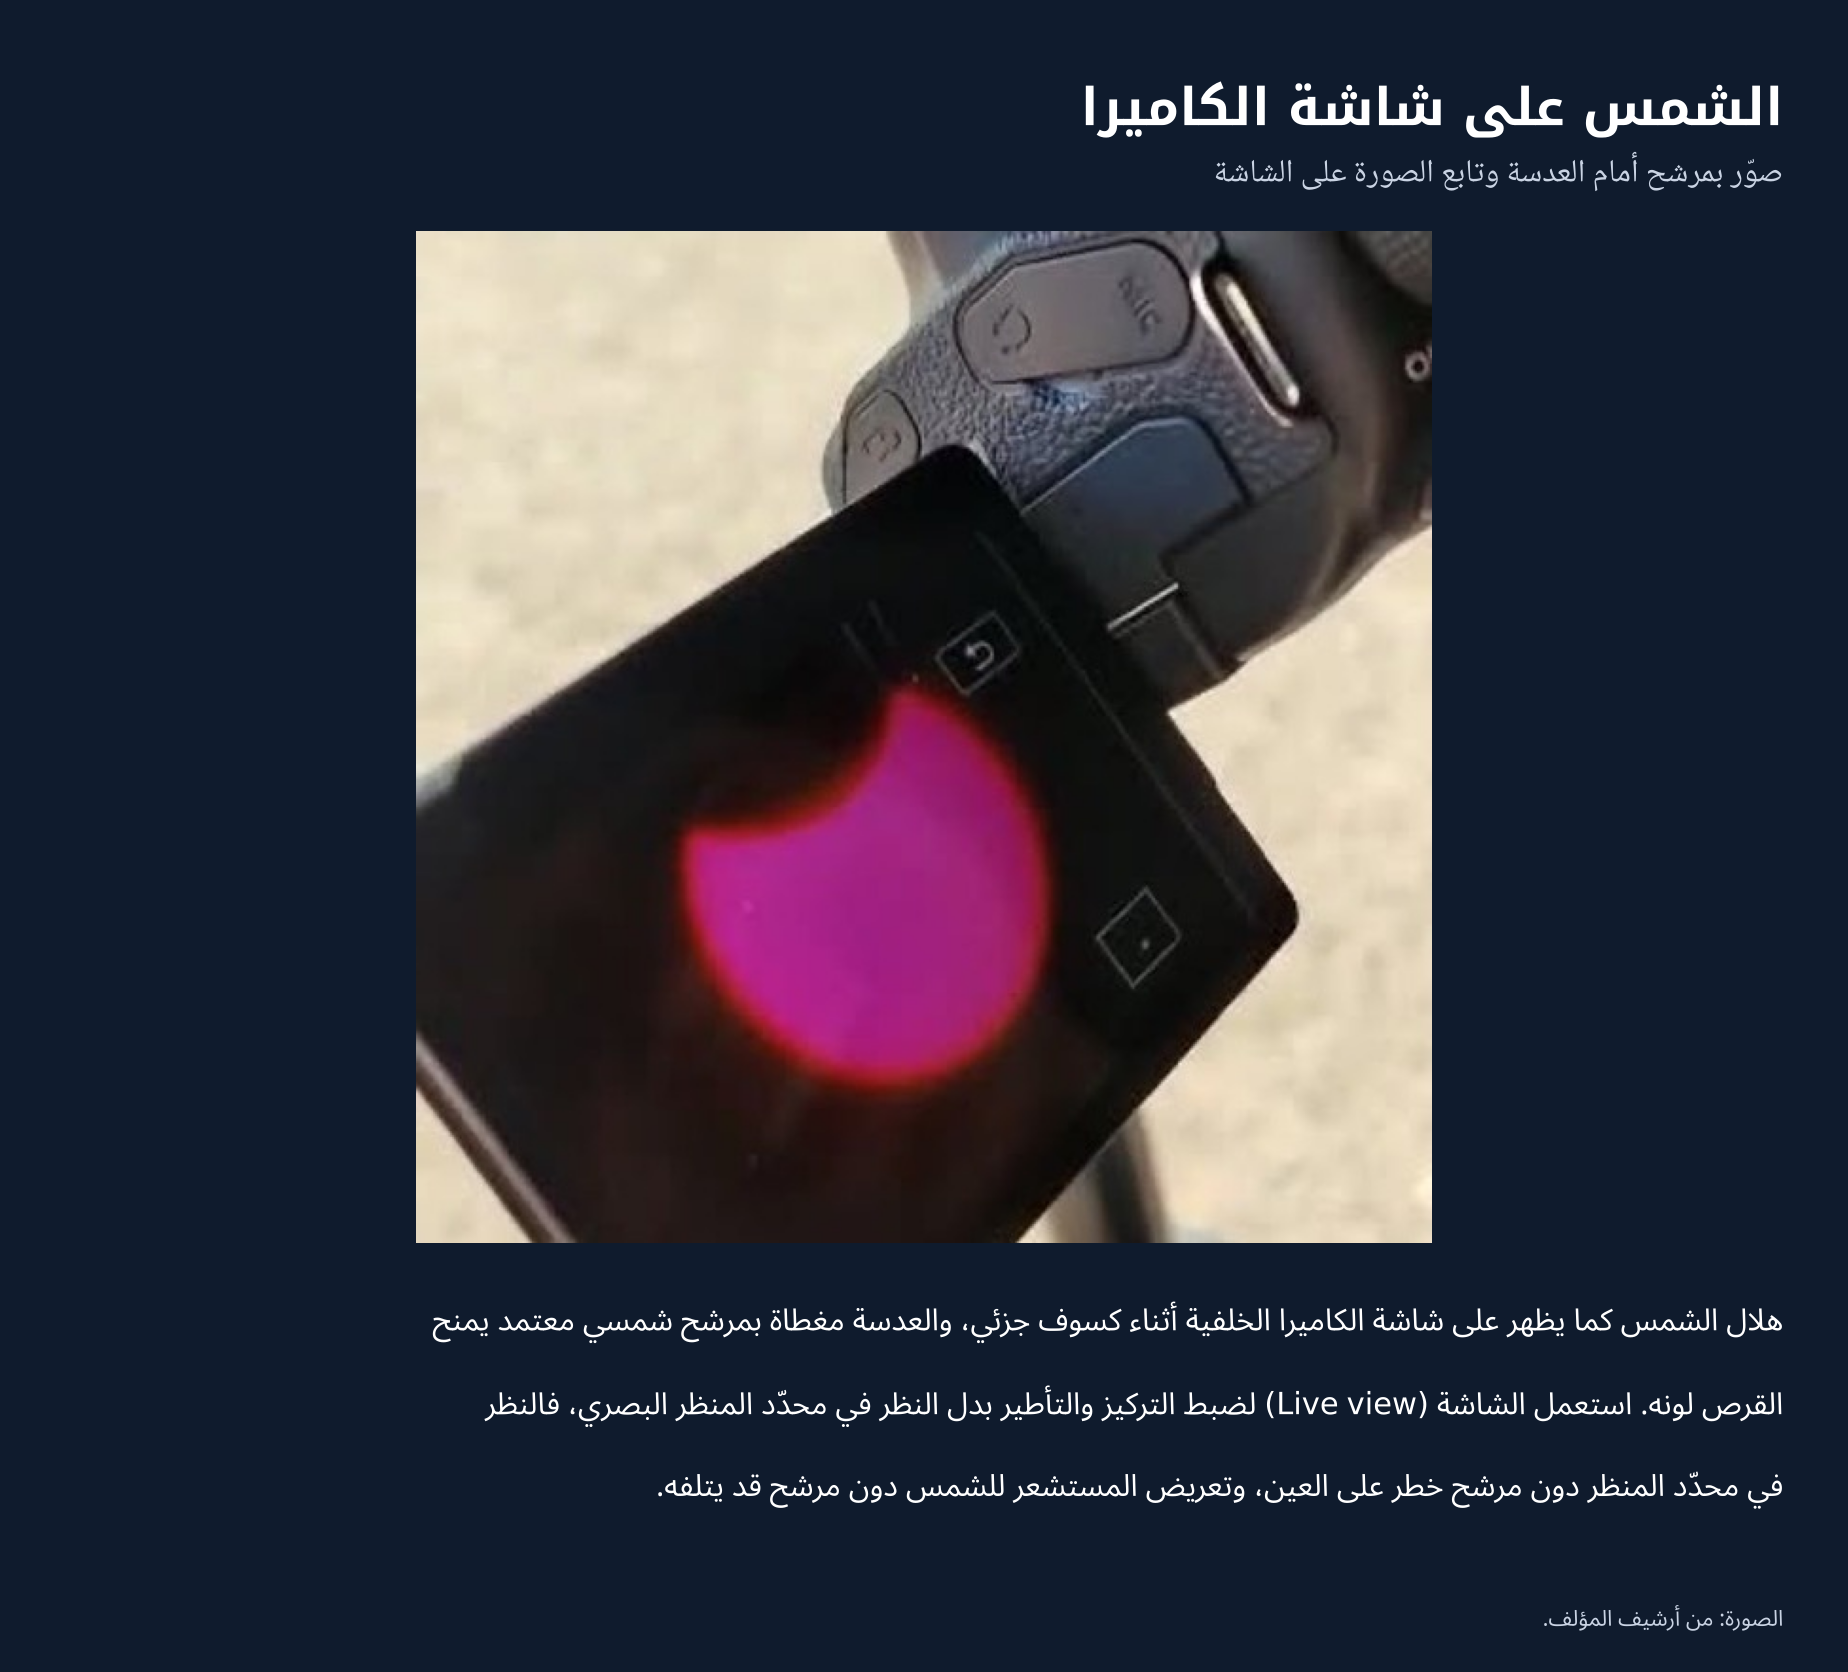 الشمس على شاشة الكاميرا
صوّر بمرشح أمام العدسة وتابع الصورة على الشاشة
MIC
هلال الشمس كما يظهر على شاشة الكاميرا الخلفية أثناء كسوف جزئي، والعدسة مغطاة بمرشح شمسي معتمد يمنح
القرص لونه. استعمل الشاشة (Live view) لضبط التركيز والتأطير بدل النظر في محدّد المنظر البصري، فالنظر
في محدّد المنظر دون مرشح خطر على العين، وتعريض المستشعر للشمس دون مرشح قد يتلفه.
الصورة: من أرشيف المؤلف.